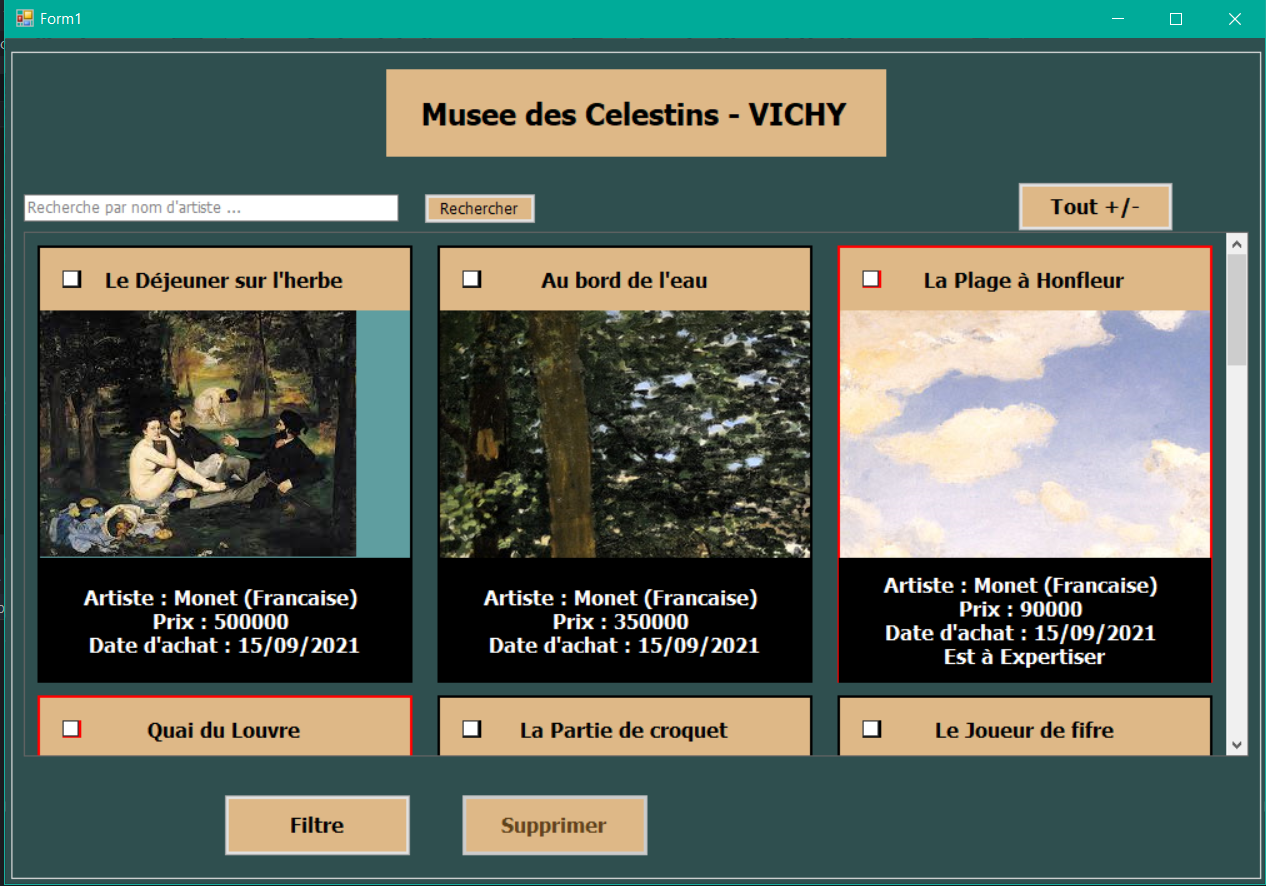 Form1
Musee des Celestins - VICHY
Recherche par nom d'artiste ...
Rechercher
Tout +/-
Le Déjeuner sur l'herbe
Au bord de l'eau
La Plage à Honfleur
Artiste : Monet (Francaise)
Prix : 500000
Date d'achat : 15/09/2021
Artiste : Monet (Francaise)
Prix : 350000
Date d'achat : 15/09/2021
Artiste : Monet (Francaise)
Prix : 90000
Date d'achat : 15/09/2021
Est à Expertiser
Quai du Louvre
La Partie de croquet
Le Joueur de fifre
Filtre
Supprimer